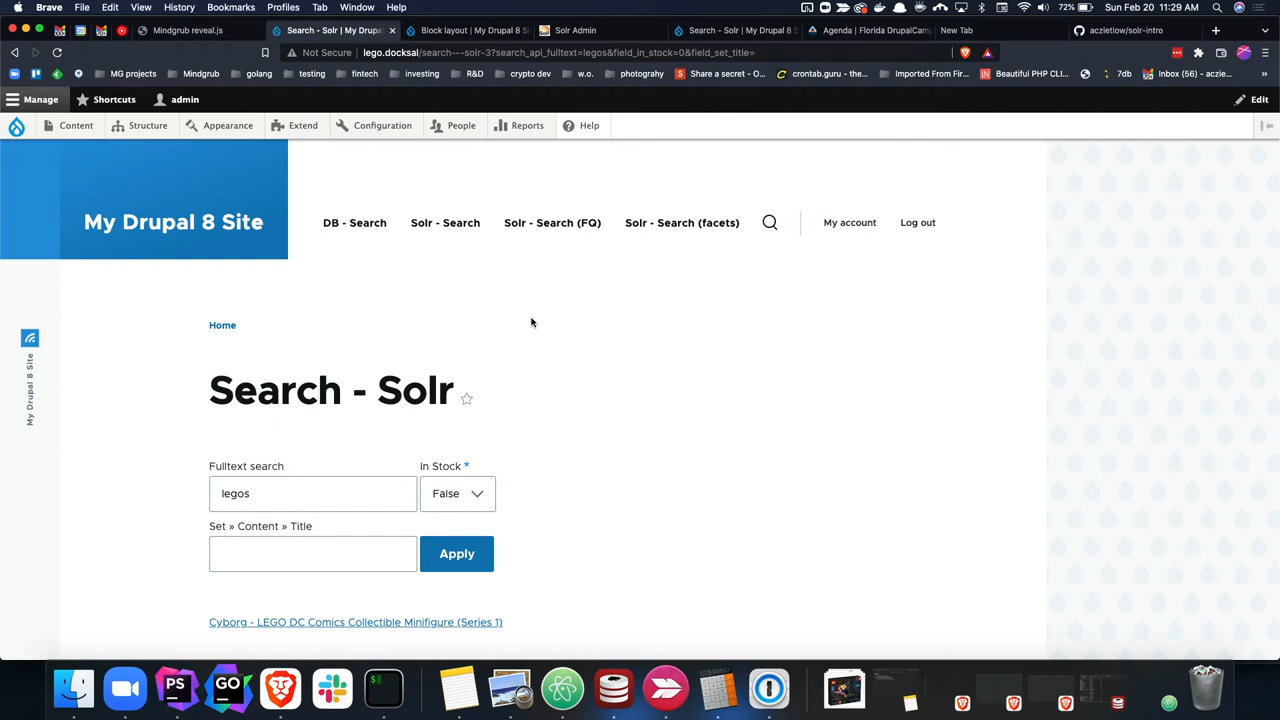 Brave File Edit View History Bookmarks Profiles Tab Window Help 72% Sun Feb 20 11:29 AM
Mindgrub reveal.js Search - Solr | My Drupal Block layout | My Drupal 8 S Solr Admin Search - Solr | My Drupal 8 S Agenda | Florida DrupalCam New Tab aczietlow/solr-intro
Not Secure lego.docksal/search---solr-3?search_api_fulltext=legos&field_in_stock=0&field_set_title=
MG projects Mindgrub golang testing fintech investing R&D crypto dev w.o. photograhy Share a secret - O... crontab.guru - the... Imported From Fir... Beautiful PHP CLI... 7db Inbox (56) - aczie...
Manage Shortcuts admin Edit
Content Structure Appearance Extend Configuration People Reports Help
My Drupal 8 Site
DB - Search Solr - Search Solr - Search (FQ) Solr - Search (facets) My account Log out
My Drupal 8 Site
Home
Search - Solr
Fulltext search In Stock *
legos False
Set » Content » Title
Apply
Cyborg - LEGO DC Comics Collectible Minifigure (Series 1)
PS GO $